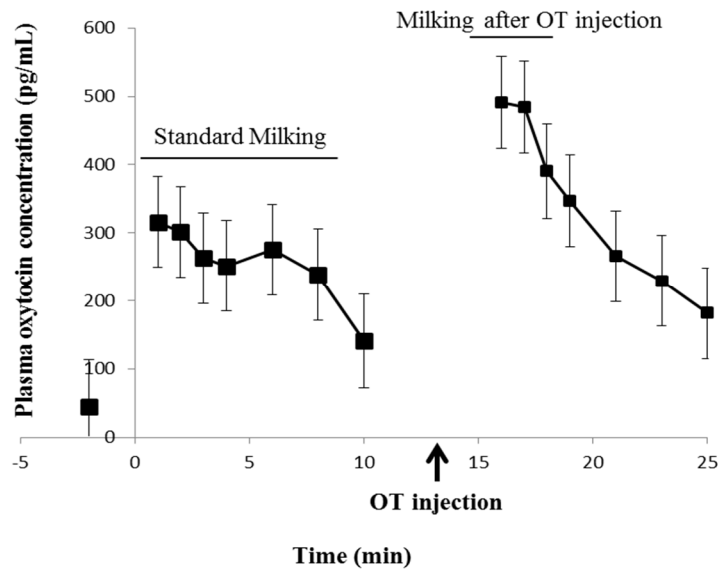 Milking after OT injection
600
500
Standard Milking
400
300
200
100
0
-5 0 5 10 15 20 25
OT injection
Time (min)
Plasma oxytocin concentration (pg/mL)